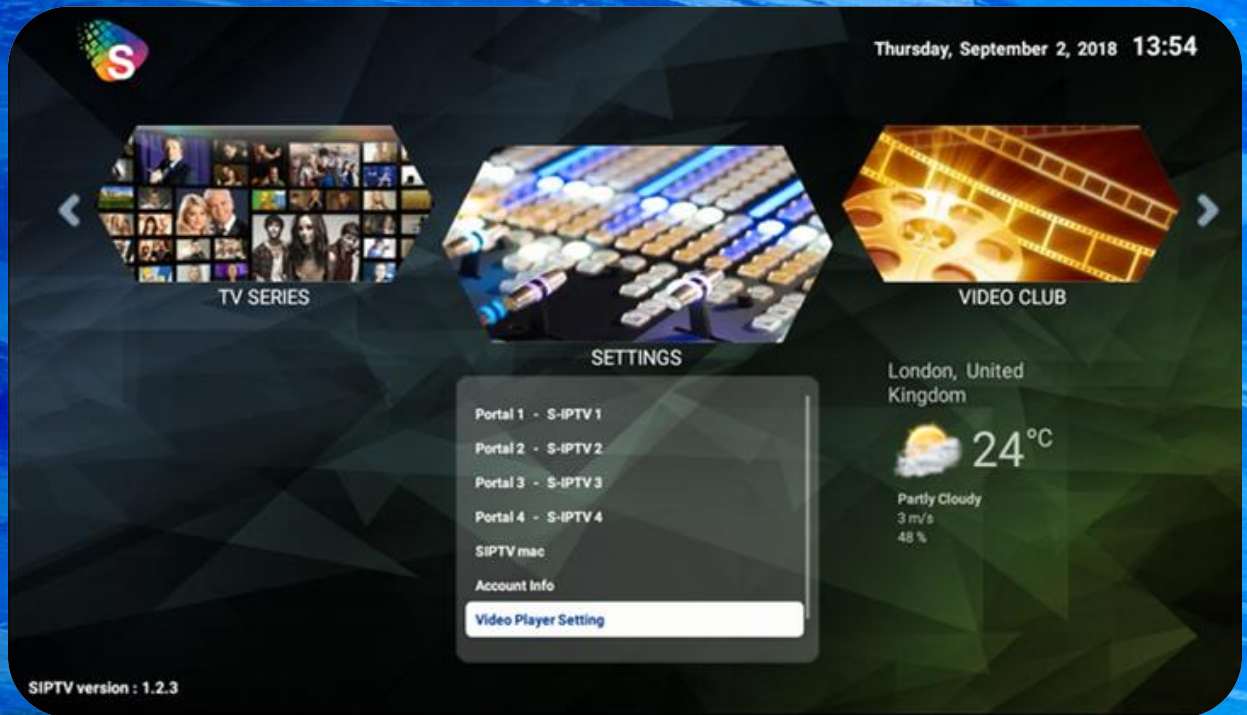 S
Thursday, September 2, 2018 13:54
TV SERIES
SETTINGS
VIDEO CLUB
Portal 1 - S-IPTV 1
Portal 2 - S-IPTV 2
Portal 3 - S-IPTV 3
Portal 4 - S-IPTV 4
SIPTV mac
Account Info
Video Player Setting
London, United
Kingdom
24°C
Partly Cloudy
3 m/s
48 %
SIPTV version : 1.2.3